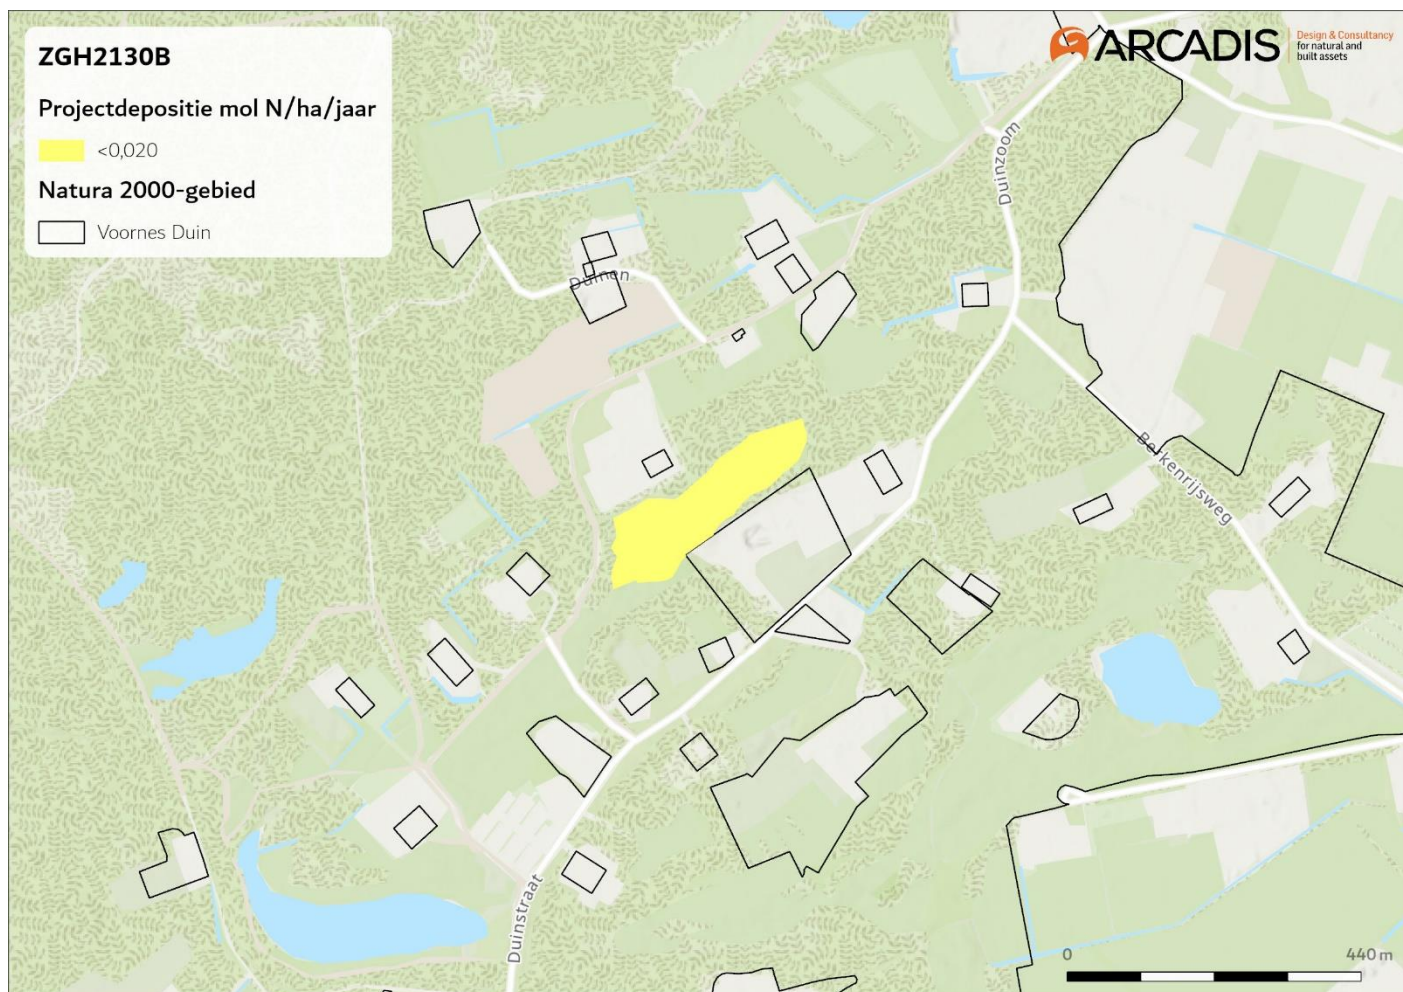 ZGH2130B
Projectdepositie mol N/ha/jaar
<0,020
Natura 2000-gebied
Voornes Duin
ARCADIS
Design & Consultancy
for natural and
built assets
Duinzoom
Duinen
Berkenrijsweg
Duinstraat
0
440 m